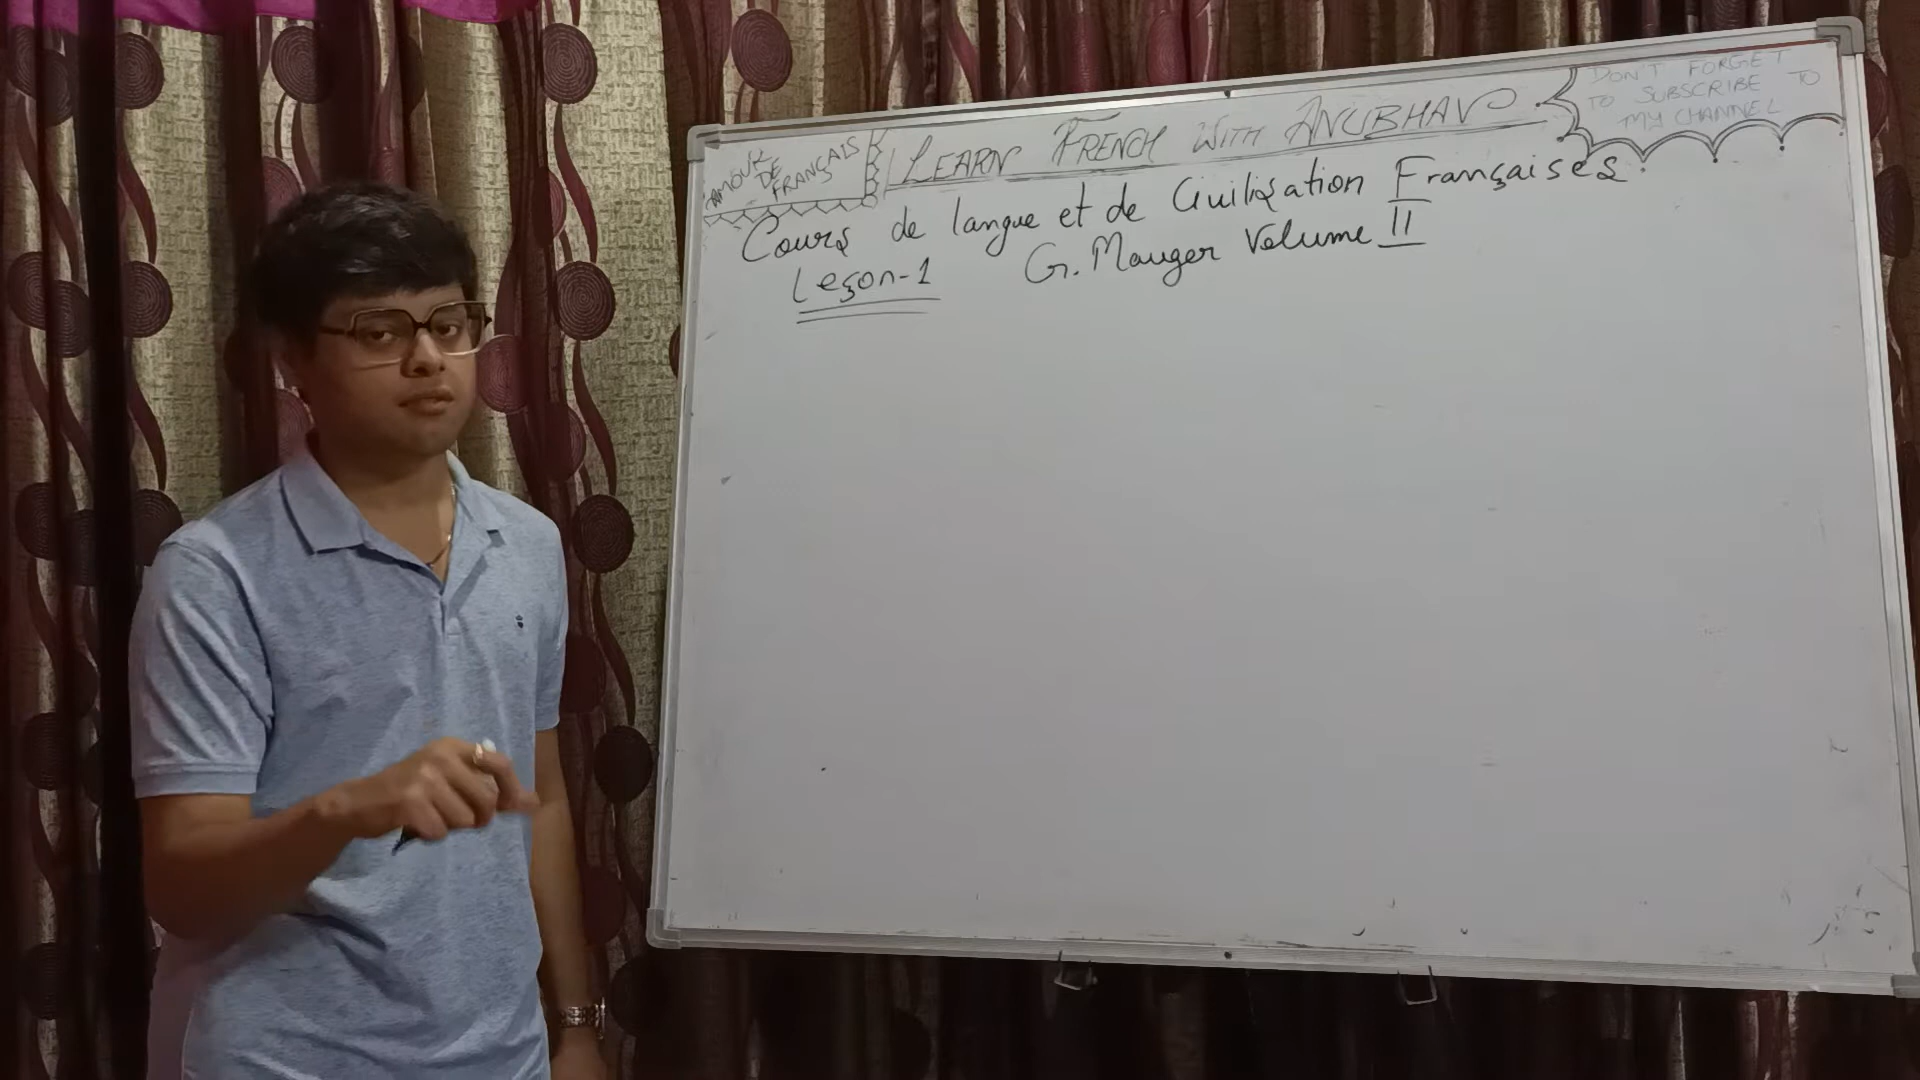 AMOUR
DE
FRANÇAIS
LEARN FRENCH WITH ANUBHAV
DON'T FORGET
TO SUBSCRIBE TO
MY CHANNEL
Cours de langue et de Civilisation Françaises.
Leçon-1 G. Mauger Volume II